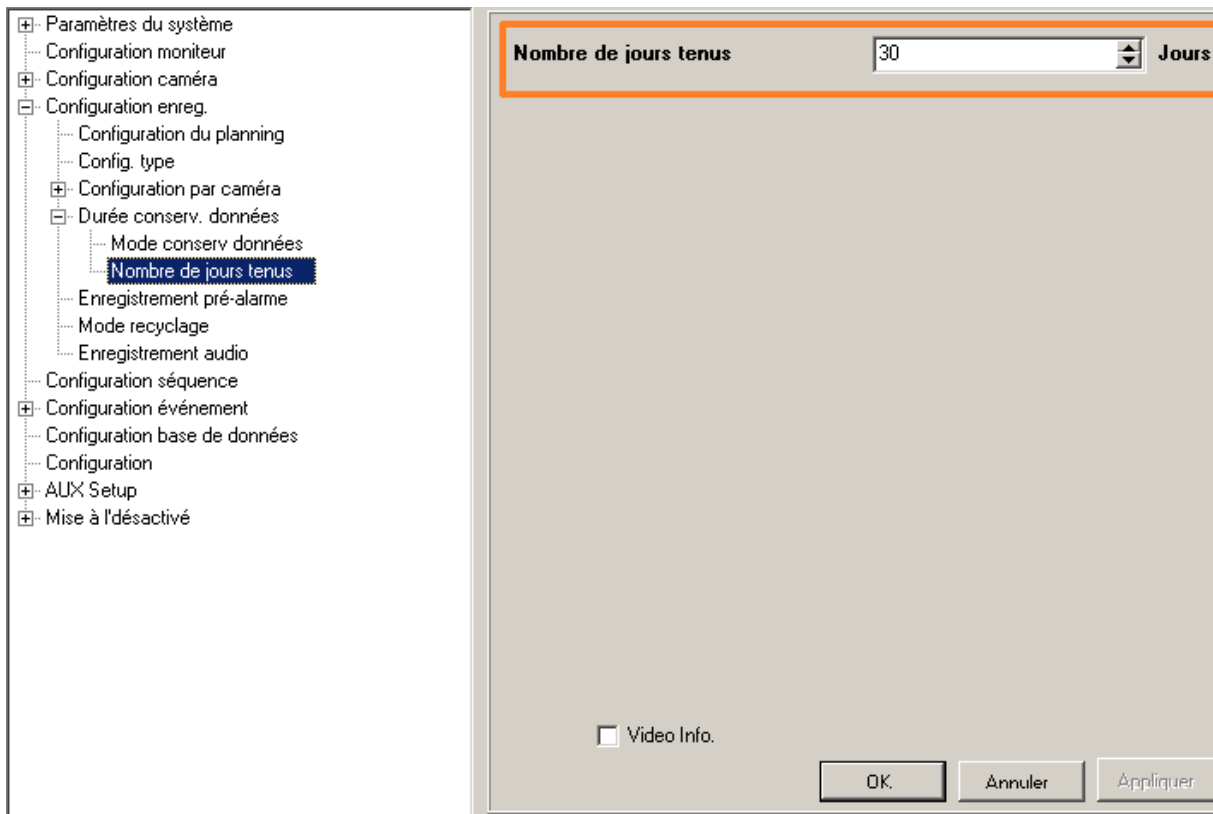 Paramètres du système
Configuration moniteur
Configuration caméra
Configuration enreg.
Configuration du planning
Config. type
Configuration par caméra
Durée conserv. données
Mode conserv données
Nombre de jours tenus
Enregistrement pré-alarme
Mode recyclage
Enregistrement audio
Configuration séquence
Configuration événement
Configuration base de données
Configuration
AUX Setup
Mise à l'désactivé
Nombre de jours tenus 30 Jours
Video Info.
OK Annuler Appliquer